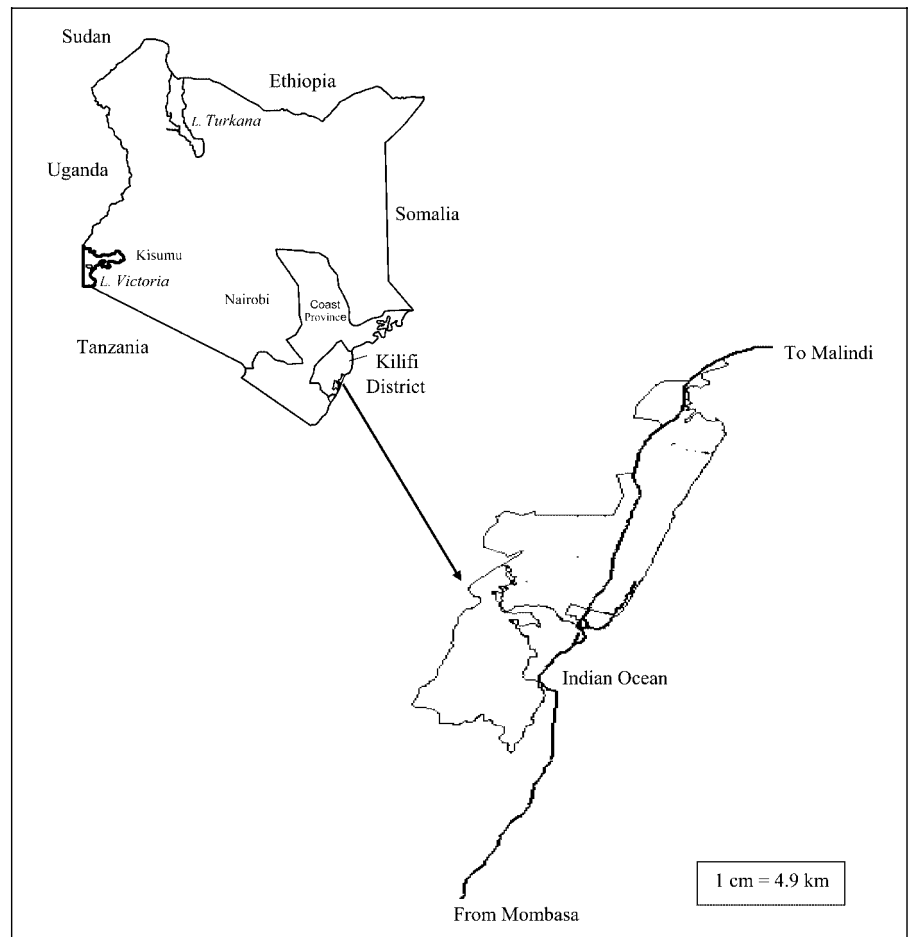 Sudan
Ethiopia
L. Turkana
Uganda
Somalia
Kisumu
L. Victoria
Nairobi
Coast
Province
Tanzania
Kilifi
District
To Malindi
Indian Ocean
1 cm = 4.9 km
From Mombasa